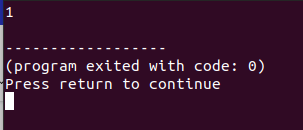 1
------------------
(program exited with code: 0)
Press return to continue